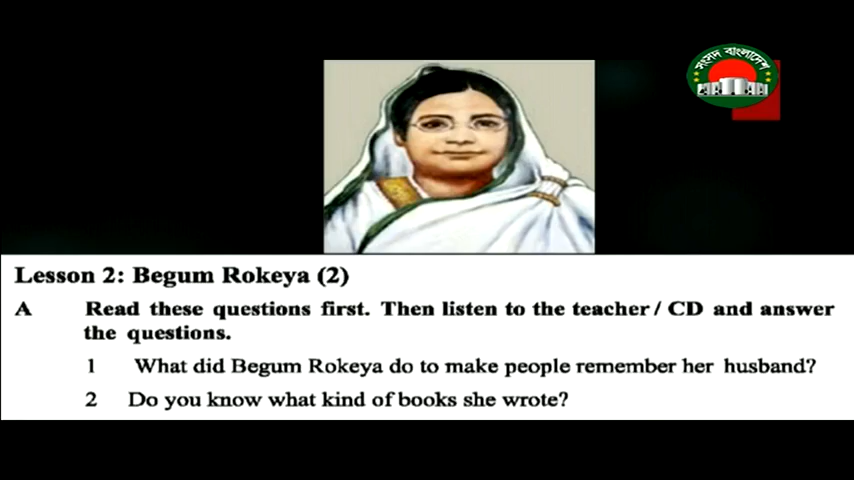 সংসদ বাংলাদেশ
Lesson 2: Begum Rokeya (2)
A Read these questions first. Then listen to the teacher / CD and answer
the questions.
1 What did Begum Rokeya do to make people remember her husband?
2 Do you know what kind of books she wrote?